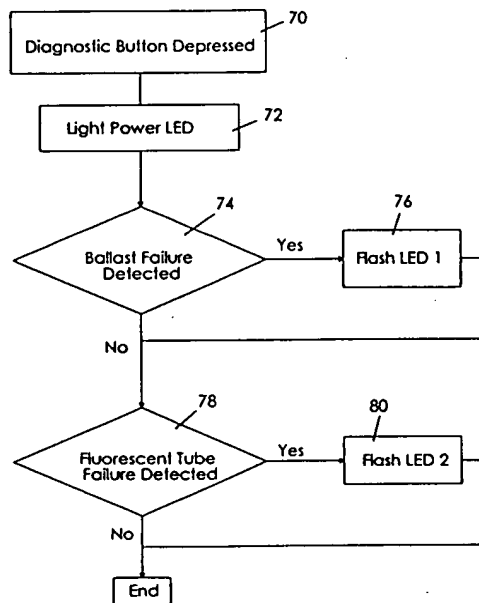 70
Diagnostic Button Depressed
72
Light Power LED
74
Ballast Failure
Detected
Yes
76
Flash LED 1
No
78
Fluorescent Tube
Failure Detected
Yes
80
Flash LED 2
No
End